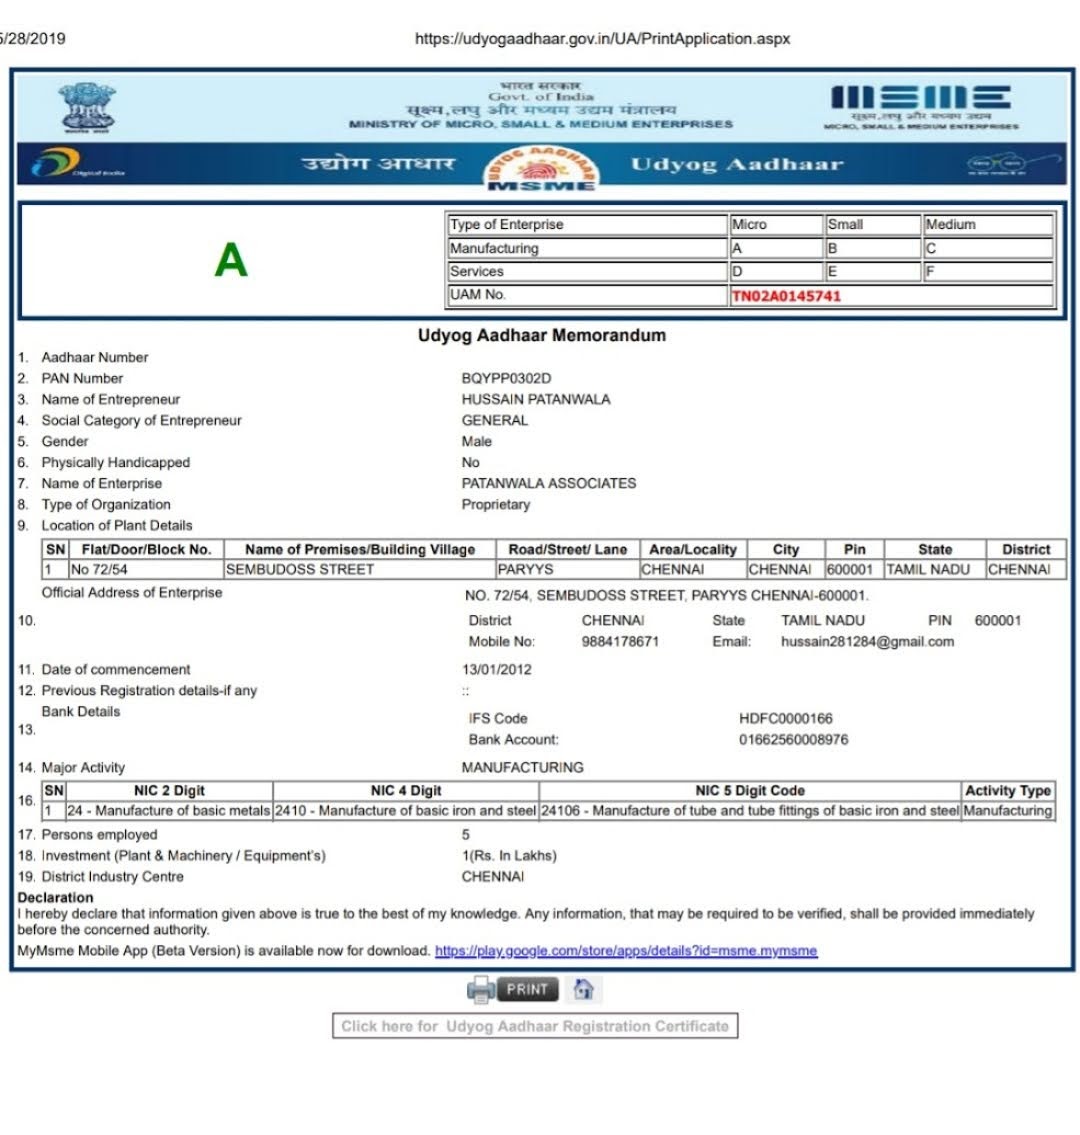 5/28/2019 https://udyogaadhaar.gov.in/UA/PrintApplication.aspx
भारत सरकार
Govt. of India
सूक्ष्म,लघु और मध्यम उद्यम मंत्रालय
MINISTRY OF MICRO, SMALL & MEDIUM ENTERPRISES
MSME
सूक्ष्म,लघु और मध्यम उद्यम
MICRO, SMALL & MEDIUM ENTERPRISES
Digital India
उद्योग आधार
UDYOG AADHAAR
MSME
Udyog Aadhaar
A
Type of Enterprise Micro Small Medium
Manufacturing A B C
Services D E F
UAM No. TN02A0145741
Udyog Aadhaar Memorandum
1. Aadhaar Number
2. PAN Number BQYPP0302D
3. Name of Entrepreneur HUSSAIN PATANWALA
4. Social Category of Entrepreneur GENERAL
5. Gender Male
6. Physically Handicapped No
7. Name of Enterprise PATANWALA ASSOCIATES
8. Type of Organization Proprietary
9. Location of Plant Details
SN Flat/Door/Block No. Name of Premises/Building Village Road/Street/ Lane Area/Locality City Pin State District
1 No 72/54 SEMBUDOSS STREET PARYYS CHENNAI CHENNAI 600001 TAMIL NADU CHENNAI
Official Address of Enterprise NO. 72/54, SEMBUDOSS STREET, PARYYS CHENNAI-600001.
10. District CHENNAI State TAMIL NADU PIN 600001
Mobile No: 9884178671 Email: hussain281284@gmail.com
11. Date of commencement 13/01/2012
12. Previous Registration details-if any ::
Bank Details
13. IFS Code HDFC0000166
Bank Account: 01662560008976
14. Major Activity MANUFACTURING
16. SN NIC 2 Digit NIC 4 Digit NIC 5 Digit Code Activity Type
1 24 - Manufacture of basic metals 2410 - Manufacture of basic iron and steel 24106 - Manufacture of tube and tube fittings of basic iron and steel Manufacturing
17. Persons employed 5
18. Investment (Plant & Machinery / Equipment's) 1(Rs. In Lakhs)
19. District Industry Centre CHENNAI
Declaration
I hereby declare that information given above is true to the best of my knowledge. Any information, that may be required to be verified, shall be provided immediately
before the concerned authority.
MyMsme Mobile App (Beta Version) is available now for download. https://play.google.com/store/apps/details?id=msme.mymsme
PRINT
Click here for Udyog Aadhaar Registration Certificate